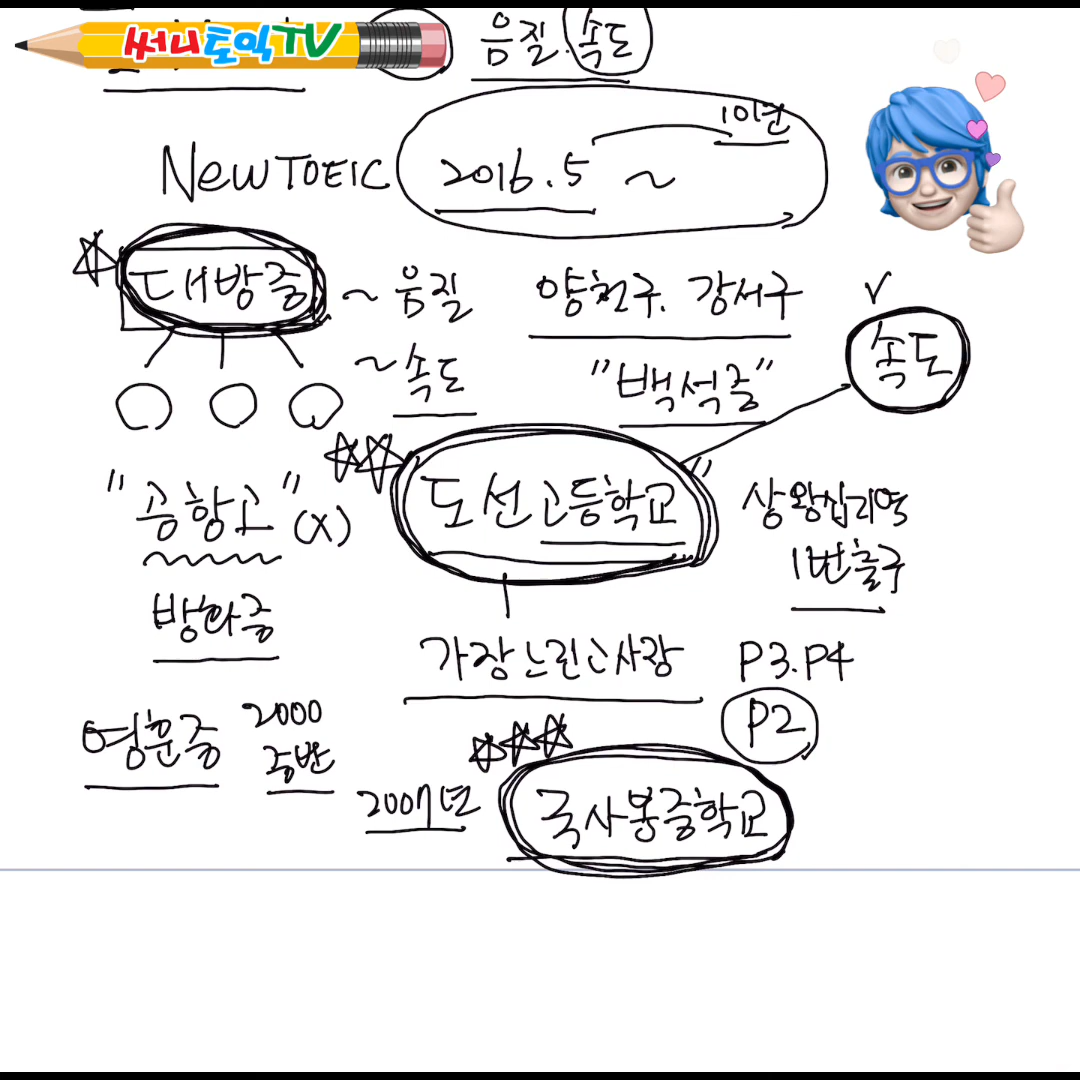 써니토익TV
음질.속도
10년
New TOEIC 2016.5 ~
대방중 ~ 음질 양천구. 강서구
~ 속도 "백석중" 속도
"공항고" (X) 도선고등학교 " 상왕십리역
1번출구
방화중
가장 느린 고사장 P3.P4
P2
영훈중 2000
중반
2007년 국사봉중학교